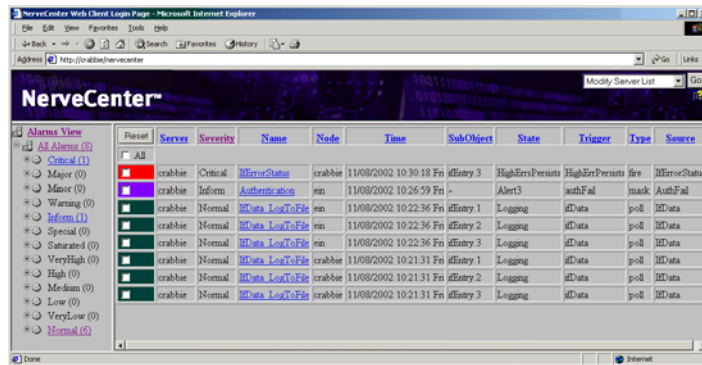 NerveCenter Web Client Login Page - Microsoft Internet Explorer
File Edit View Favorites Tools Help
Back Search Favorites History
Address http://crabbie/nervecenter Go Links
Modify Server List Go
NerveCenter™
Alarms View
All Alarms (8)
Critical (1)
Major (0)
Minor (0)
Warning (0)
Inform (1)
Special (0)
Saturated (0)
VeryHigh (0)
High (0)
Medium (0)
Low (0)
VeryLow (0)
Normal (6)
Reset Server Severity Name Node Time SubObject State Trigger Type Source
All
crabbie Critical IfErrorStatus crabbie 11/08/2002 10:30:18 Fri ifEntry.3 HighErrsPersists HighErrPersists fire IfErrorStatu
crabbie Inform Authentication ein 11/08/2002 10:26:59 Fri - Alert3 authFail mask AuthFail
crabbie Normal IfData_LogToFile ein 11/08/2002 10:22:36 Fri ifEntry.1 Logging ifData poll IfData
crabbie Normal IfData_LogToFile ein 11/08/2002 10:22:36 Fri ifEntry.2 Logging ifData poll IfData
crabbie Normal IfData_LogToFile ein 11/08/2002 10:22:36 Fri ifEntry.3 Logging ifData poll IfData
crabbie Normal IfData_LogToFile crabbie 11/08/2002 10:21:31 Fri ifEntry.1 Logging ifData poll IfData
crabbie Normal IfData_LogToFile crabbie 11/08/2002 10:21:31 Fri ifEntry.2 Logging ifData poll IfData
crabbie Normal IfData_LogToFile crabbie 11/08/2002 10:21:31 Fri ifEntry.3 Logging ifData poll IfData
Done Internet